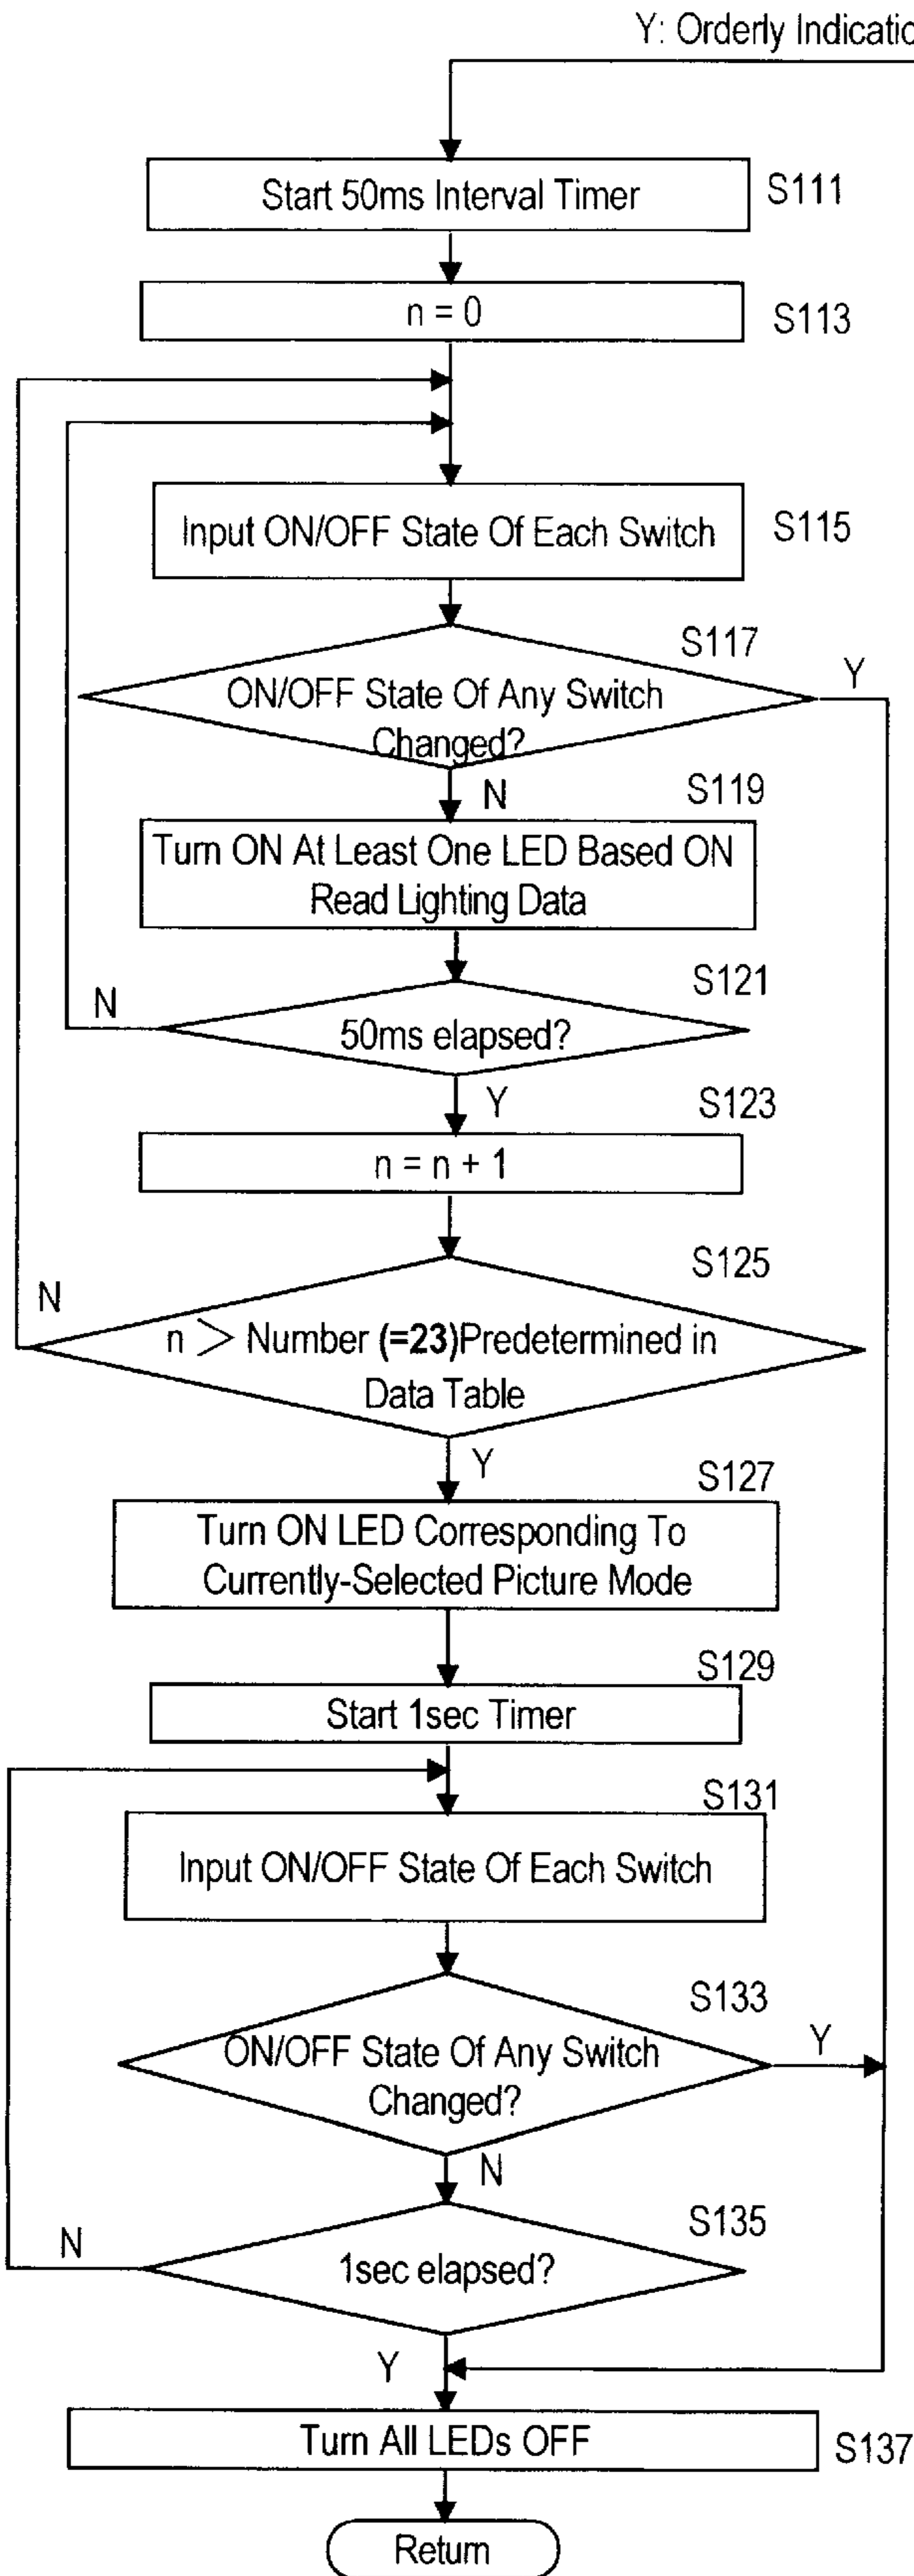 Y: Orderly Indicatio
Start 50ms Interval Timer
S111
n = 0
S113
Input ON/OFF State Of Each Switch
S115
S117
Y
ON/OFF State Of Any Switch
Changed?
N
S119
Turn ON At Least One LED Based ON
Read Lighting Data
S121
N
50ms elapsed?
Y
S123
n = n + 1
S125
N
n > Number (=23)Predetermined in
Data Table
Y
S127
Turn ON LED Corresponding To
Currently-Selected Picture Mode
S129
Start 1sec Timer
S131
Input ON/OFF State Of Each Switch
S133
Y
ON/OFF State Of Any Switch
Changed?
N
S135
N
1sec elapsed?
Y
Turn All LEDs OFF
S137
Return